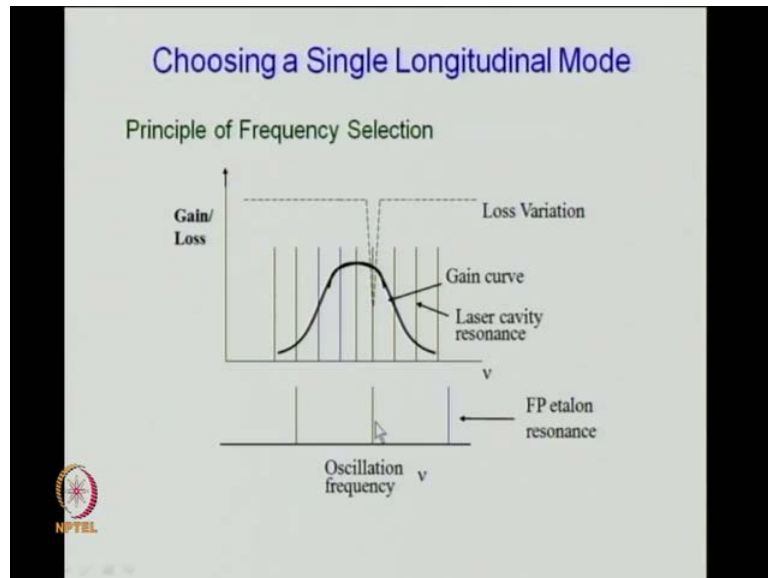 Choosing a Single Longitudinal Mode
Principle of Frequency Selection
Gain/
Loss
Loss Variation
Gain curve
Laser cavity
resonance
ν
FP etalon
resonance
Oscillation
frequency
ν
NPTEL